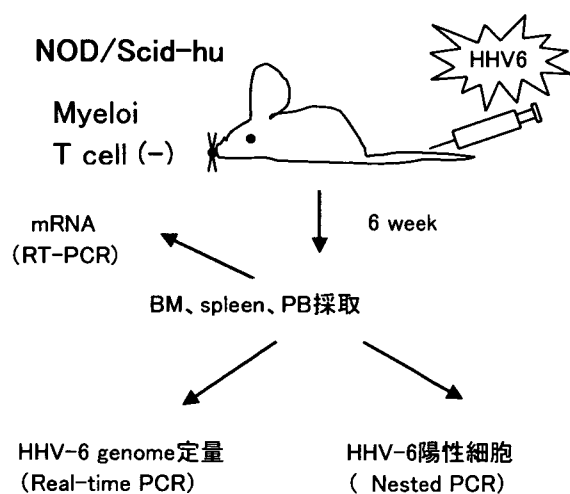 NOD/Scid-hu
HHV6
Myeloi
T cell (-)
6 week
mRNA
(RT-PCR)
BM、spleen、PB採取
HHV-6 genome定量
(Real-time PCR)
HHV-6陽性細胞
( Nested PCR)